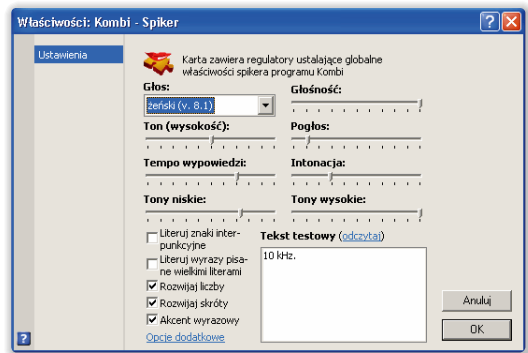 Właściwości: Kombi - Spiker
Ustawienia
Karta zawiera regulatory ustalające globalne
właściwości spikera programu Kombi
Głos:
Głośność:
żeński (v. 8.1)
Ton (wysokość):
Pogłos:
Tempo wypowiedzi:
Intonacja:
Tony niskie:
Tony wysokie:
Literuj znaki inter-
punkcyjne
Literuj wyrazy pisa-
ne wielkimi literami
Rozwijaj liczby
Rozwijaj skróty
Akcent wyrazowy
Opcje dodatkowe
Tekst testowy (odczytaj)
10 kHz.
Anuluj
OK